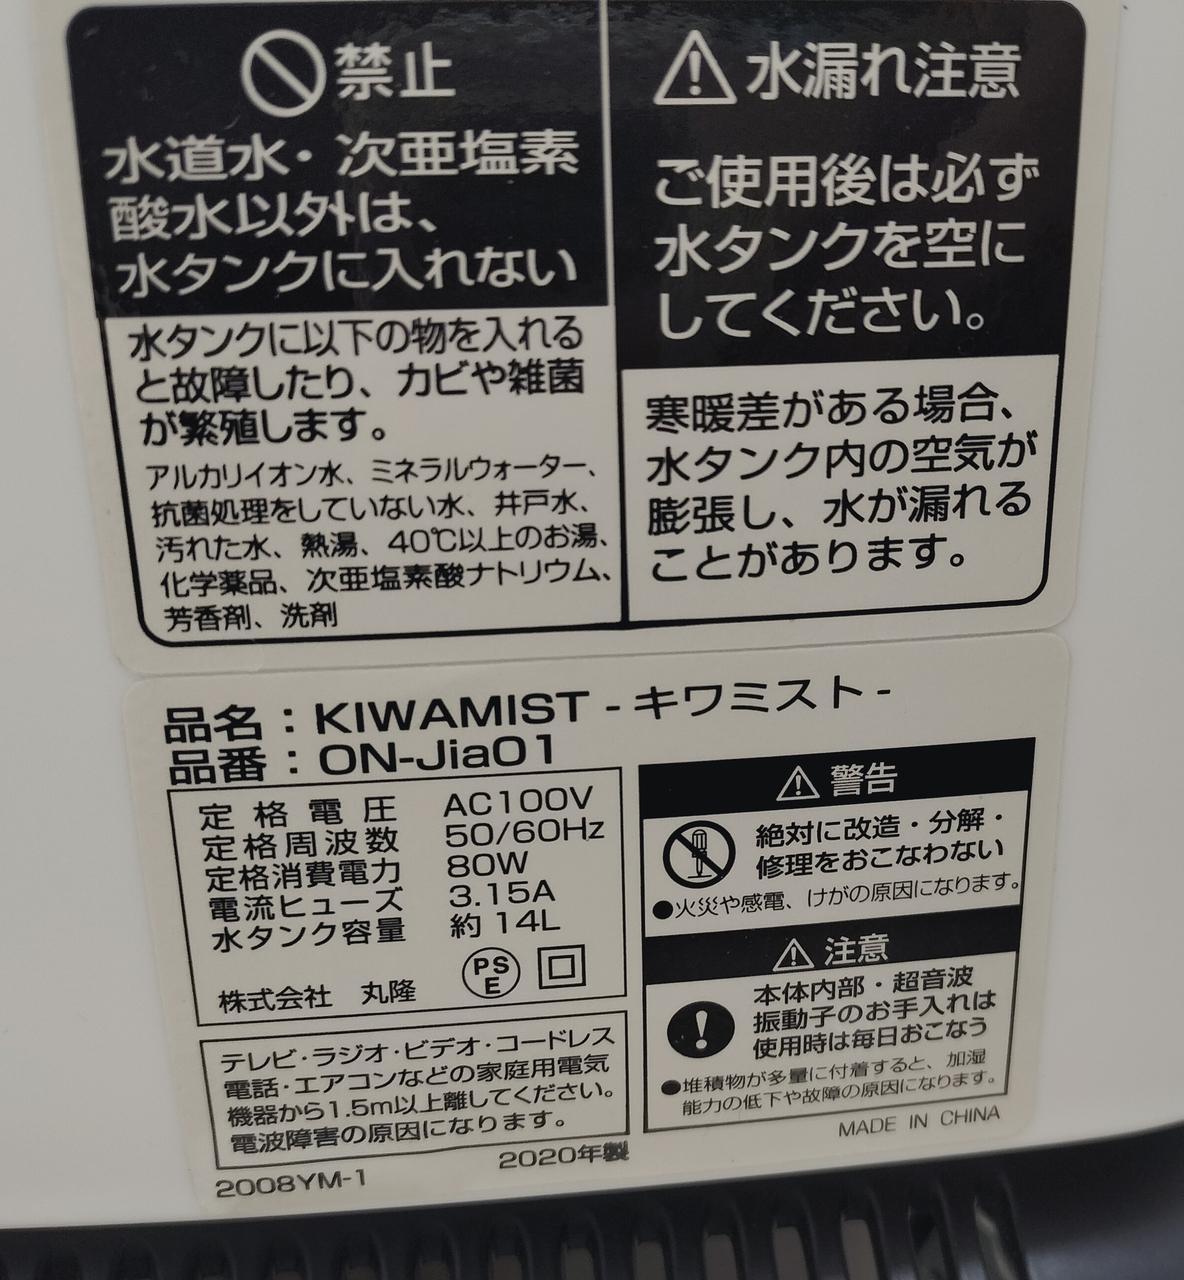 禁止
水道水・次亜塩素
酸水以外は、
水タンクに入れない
水タンクに以下の物を入れる
と故障したり、カビや雑菌
が繁殖します。
アルカリイオン水、ミネラルウォーター、
抗菌処理をしていない水、井戸水、
汚れた水、熱湯、40℃以上のお湯、
化学薬品、次亜塩素酸ナトリウム、
芳香剤、洗剤
水漏れ注意
ご使用後は必ず
水タンクを空に
してください。
寒暖差がある場合、
水タンク内の空気が
膨張し、水が漏れる
ことがあります。
品名：KIWAMIST - キワミスト -
品番：ON-Jia01
定格電圧 AC100V
定格周波数 50/60Hz
定格消費電力 80W
電流ヒューズ 3.15A
水タンク容量 約 14L
株式会社 丸隆
PS
E
テレビ・ラジオ・ビデオ・コードレス
電話・エアコンなどの家庭用電気
機器から1.5m以上離してください。
電波障害の原因になります。
2008YM-1
2020年製
警告
絶対に改造・分解・
修理をおこなわない
●火災や感電、けがの原因になります。
注意
本体内部・超音波
振動子のお手入れは
使用時は毎日おこなう
●堆積物が多量に付着すると、加湿
能力の低下や故障の原因になります。
MADE IN CHINA